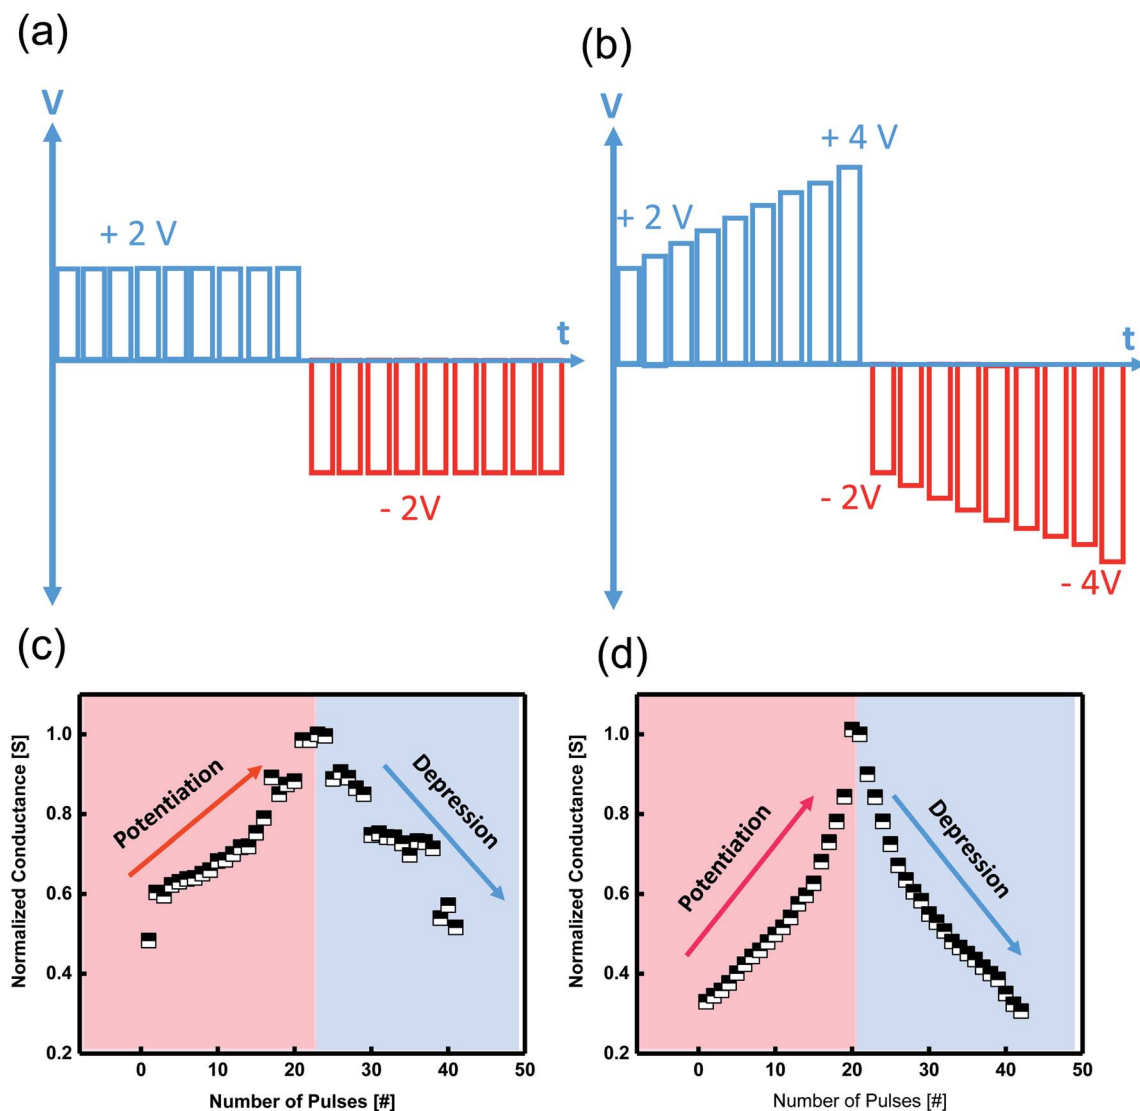 (a)
(b)
V
V
+ 4 V
+ 2 V
+ 2 V
t
t
- 2V
- 2V
- 4V
(c)
(d)
Normalized Conductance [S]
1.0
0.8
0.6
0.4
0.2
Potentiation
Depression
0
10
20
30
40
50
Number of Pulses [#]
Normalized Conductance [S]
1.0
0.8
0.6
0.4
0.2
Potentiation
Depression
0
10
20
30
40
50
Number of Pulses [#]